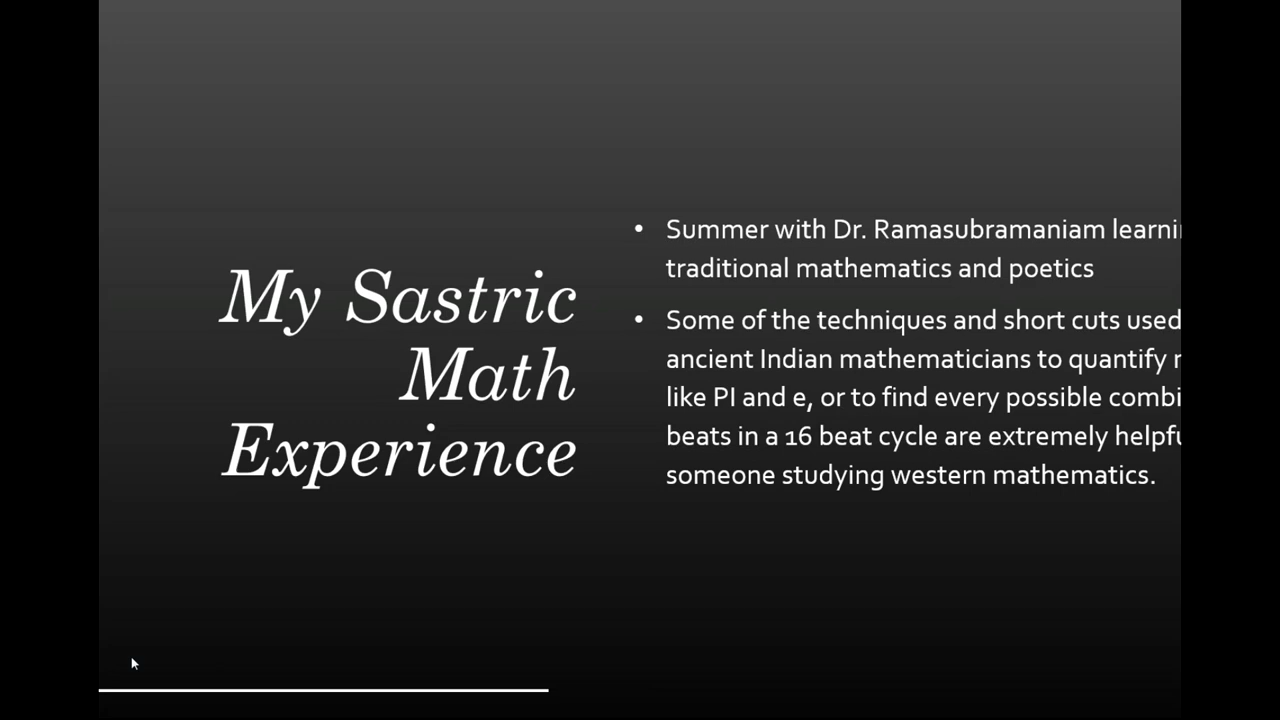 My Sastric
Math
Experience
• Summer with Dr. Ramasubramaniam
traditional mathematics and poetics
• Some of the techniques and short cuts used
ancient Indian mathematicians to quantify
like PI and e, or to find every possible
beats in a 16 beat cycle are extremely
someone studying western mathematics.